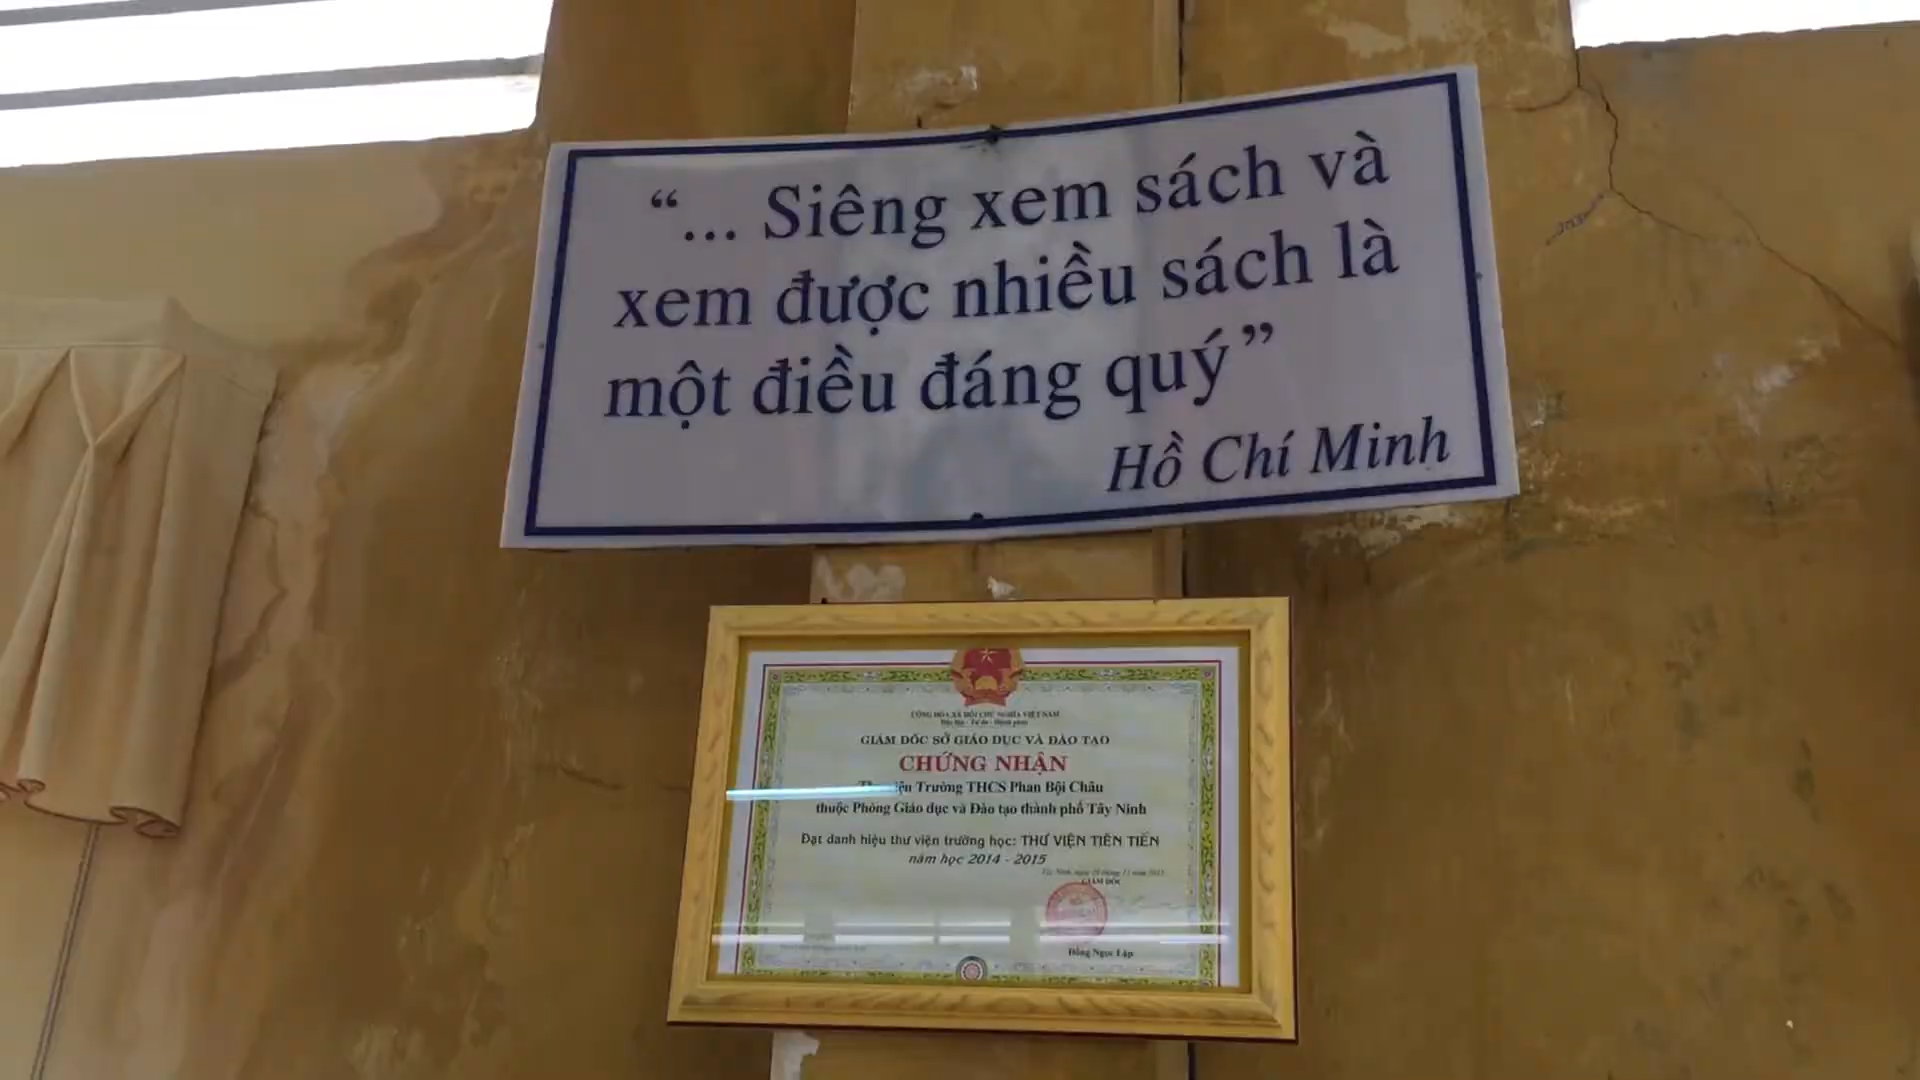 “... Siêng xem sách và
xem được nhiều sách là
một điều đáng quý”
Hồ Chí Minh
CỘNG HÒA XÃ HỘI CHỦ NGHĨA VIỆT NAM
Độc lập - Tự do - Hạnh phúc
GIÁM ĐỐC SỞ GIÁO DỤC VÀ ĐÀO TẠO
CHỨNG NHẬN
Trường THCS Phan Bội Châu
thuộc Phòng Giáo dục và Đào tạo thành phố Tây Ninh
Đạt danh hiệu thư viện trường học: THƯ VIỆN TIÊN TIẾN
năm học 2014 - 2015
GIÁM ĐỐC
Đồng Ngọc Lập